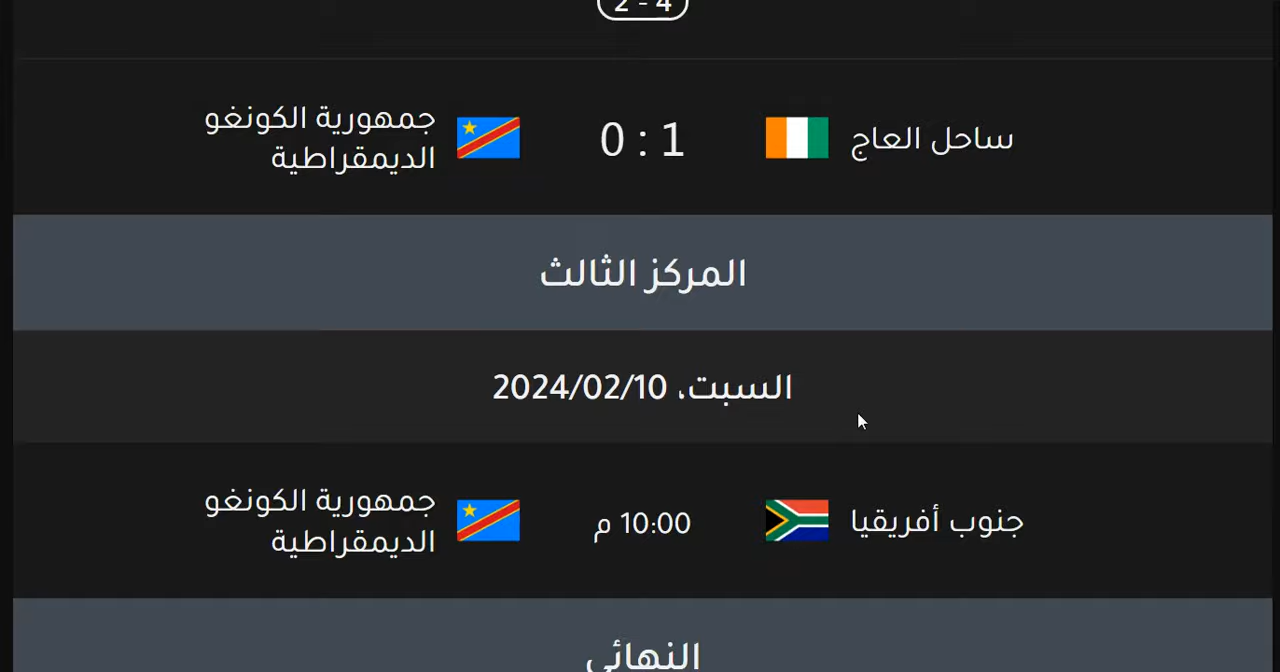 2 - 4
ساحل العاج
1 : 0
جمهورية الكونغو
الديمقراطية
المركز الثالث
السبت، 2024/02/10
جنوب أفريقيا
10:00 م
جمهورية الكونغو
الديمقراطية
النهائي